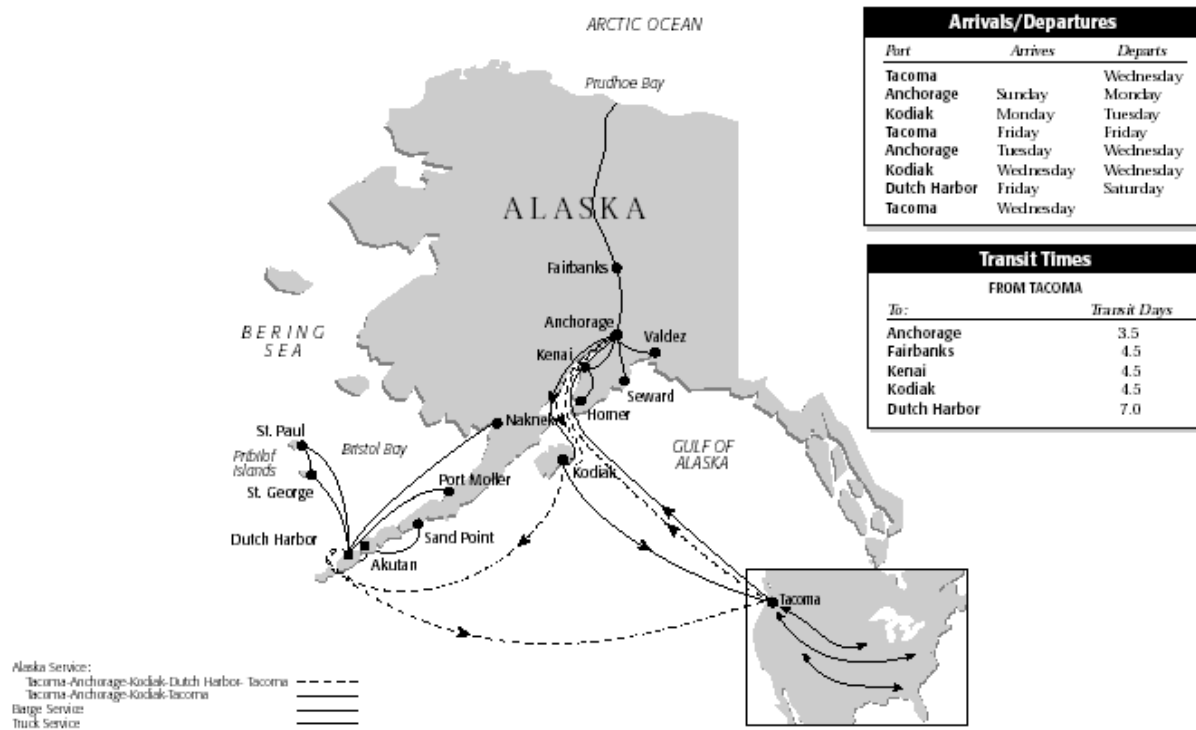 ARCTIC OCEAN
Prudhoe Bay
ALASKA
Fairbanks
Anchorage
Valdez
Kenai
Seward
Homer
Naknek
BERING
SEA
St. Paul
Bristol Bay
Pribilof
Islands
St. George
Port Moller
Kodiak
GULF OF
ALASKA
Dutch Harbor
Sand Point
Akutan
Tacoma
Arrivals/Departures
Port Arrives Departs
Tacoma Wednesday
Anchorage Sunday Monday
Kodiak Monday Tuesday
Tacoma Friday Friday
Anchorage Tuesday Wednesday
Kodiak Wednesday Wednesday
Dutch Harbor Friday Saturday
Tacoma Wednesday
Transit Times
FROM TACOMA
To: Transit Days
Anchorage 3.5
Fairbanks 4.5
Kenai 4.5
Kodiak 4.5
Dutch Harbor 7.0
Alaska Service:
Tacoma-Anchorage-Kodiak-Dutch Harbor- Tacoma
Tacoma-Anchorage-Kodiak-Tacoma
Barge Service
Truck Service